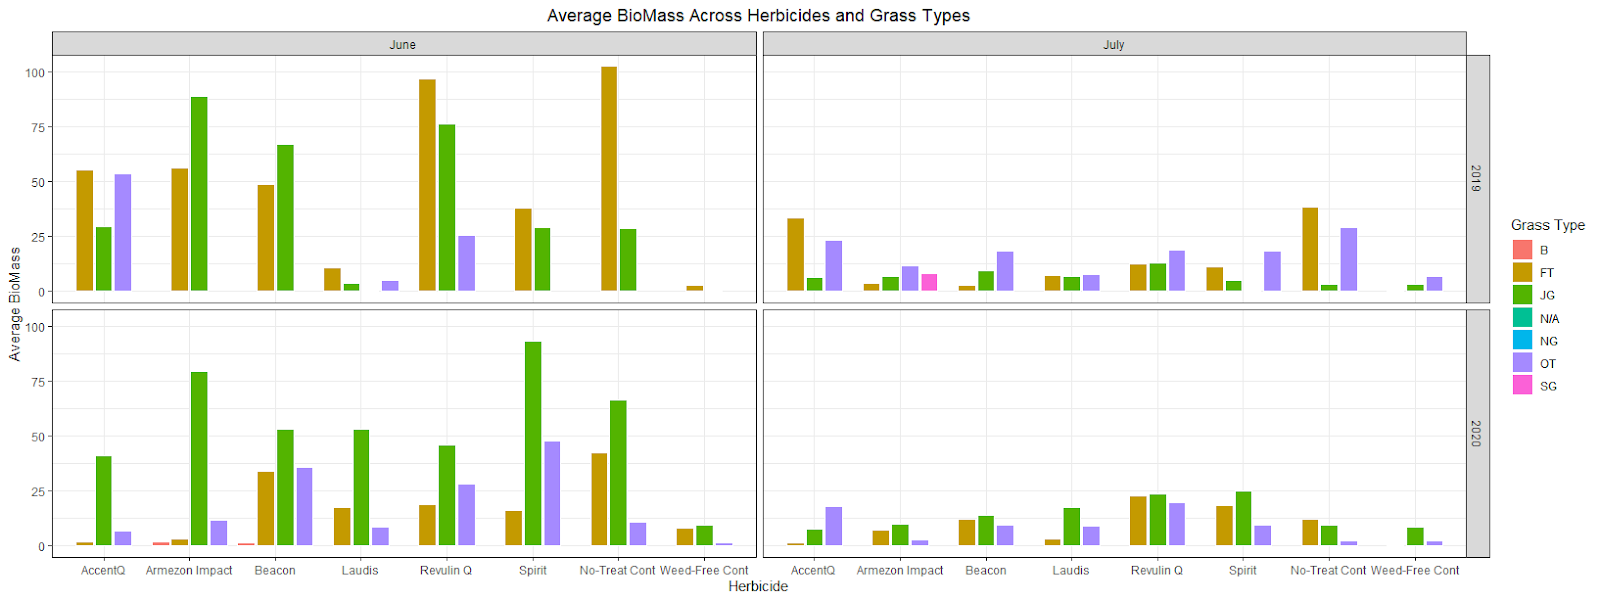 Average BioMass Across Herbicides and Grass Types
June
July
100
75
50
25
0
2019
100
75
50
25
0
2020
Average BioMass
AccentQ Armezon Impact Beacon Laudis Revulin Q Spirit No-Treat Cont Weed-Free Cont
AccentQ Armezon Impact Beacon Laudis Revulin Q Spirit No-Treat Cont Weed-Free Cont
Herbicide
Grass Type
B
FT
JG
N/A
NG
OT
SG